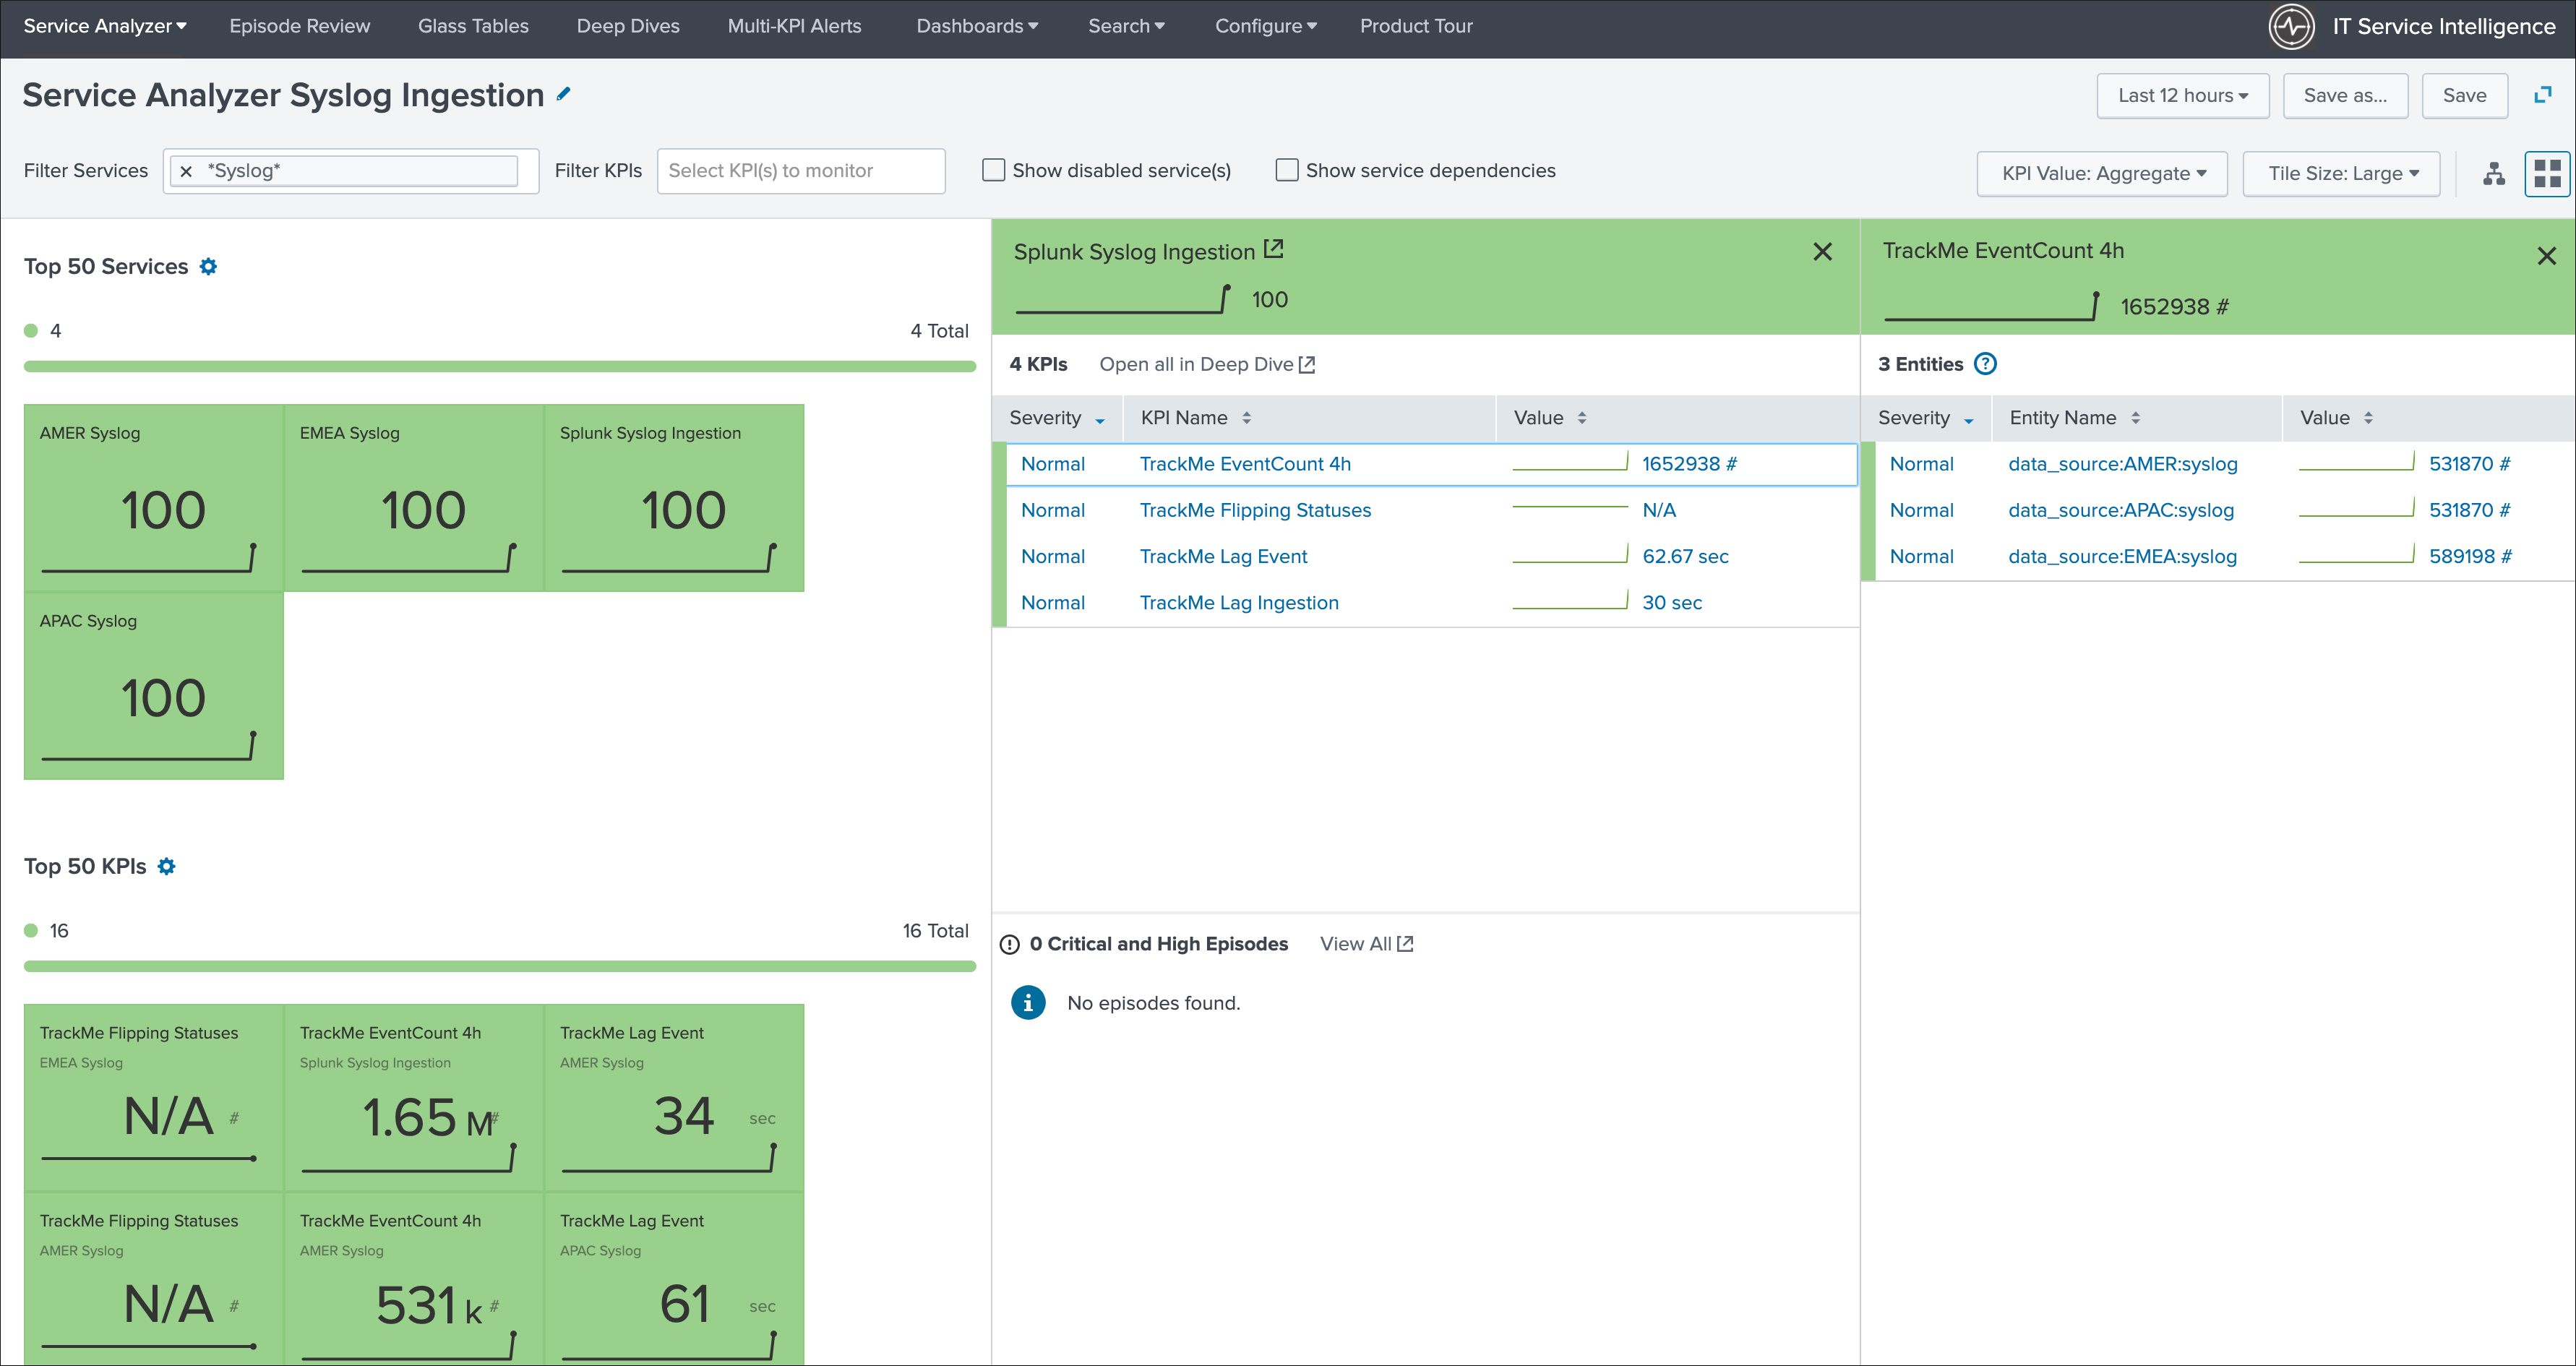 Service Analyzer Episode Review Glass Tables Deep Dives Multi-KPI Alerts Dashboards Search Configure Product Tour IT Service Intelligence
Service Analyzer Syslog Ingestion Last 12 hours Save as... Save
Filter Services × *Syslog* Filter KPIs Select KPI(s) to monitor Show disabled service(s) Show service dependencies KPI Value: Aggregate Tile Size: Large
Top 50 Services
4 4 Total
AMER Syslog EMEA Syslog Splunk Syslog Ingestion
100 100 100
APAC Syslog
100
Top 50 KPIs
16 16 Total
TrackMe Flipping Statuses TrackMe EventCount 4h TrackMe Lag Event
EMEA Syslog Splunk Syslog Ingestion AMER Syslog
N/A # 1.65 M# 34 sec
TrackMe Flipping Statuses TrackMe EventCount 4h TrackMe Lag Event
AMER Syslog AMER Syslog APAC Syslog
N/A # 531 k # 61 sec
Splunk Syslog Ingestion
100
4 KPIs Open all in Deep Dive
Severity KPI Name Value
Normal TrackMe EventCount 4h 1652938 #
Normal TrackMe Flipping Statuses N/A
Normal TrackMe Lag Event 62.67 sec
Normal TrackMe Lag Ingestion 30 sec
0 Critical and High Episodes View All
No episodes found.
TrackMe EventCount 4h
1652938 #
3 Entities ?
Severity Entity Name Value
Normal data_source:AMER:syslog 531870 #
Normal data_source:APAC:syslog 531870 #
Normal data_source:EMEA:syslog 589198 #